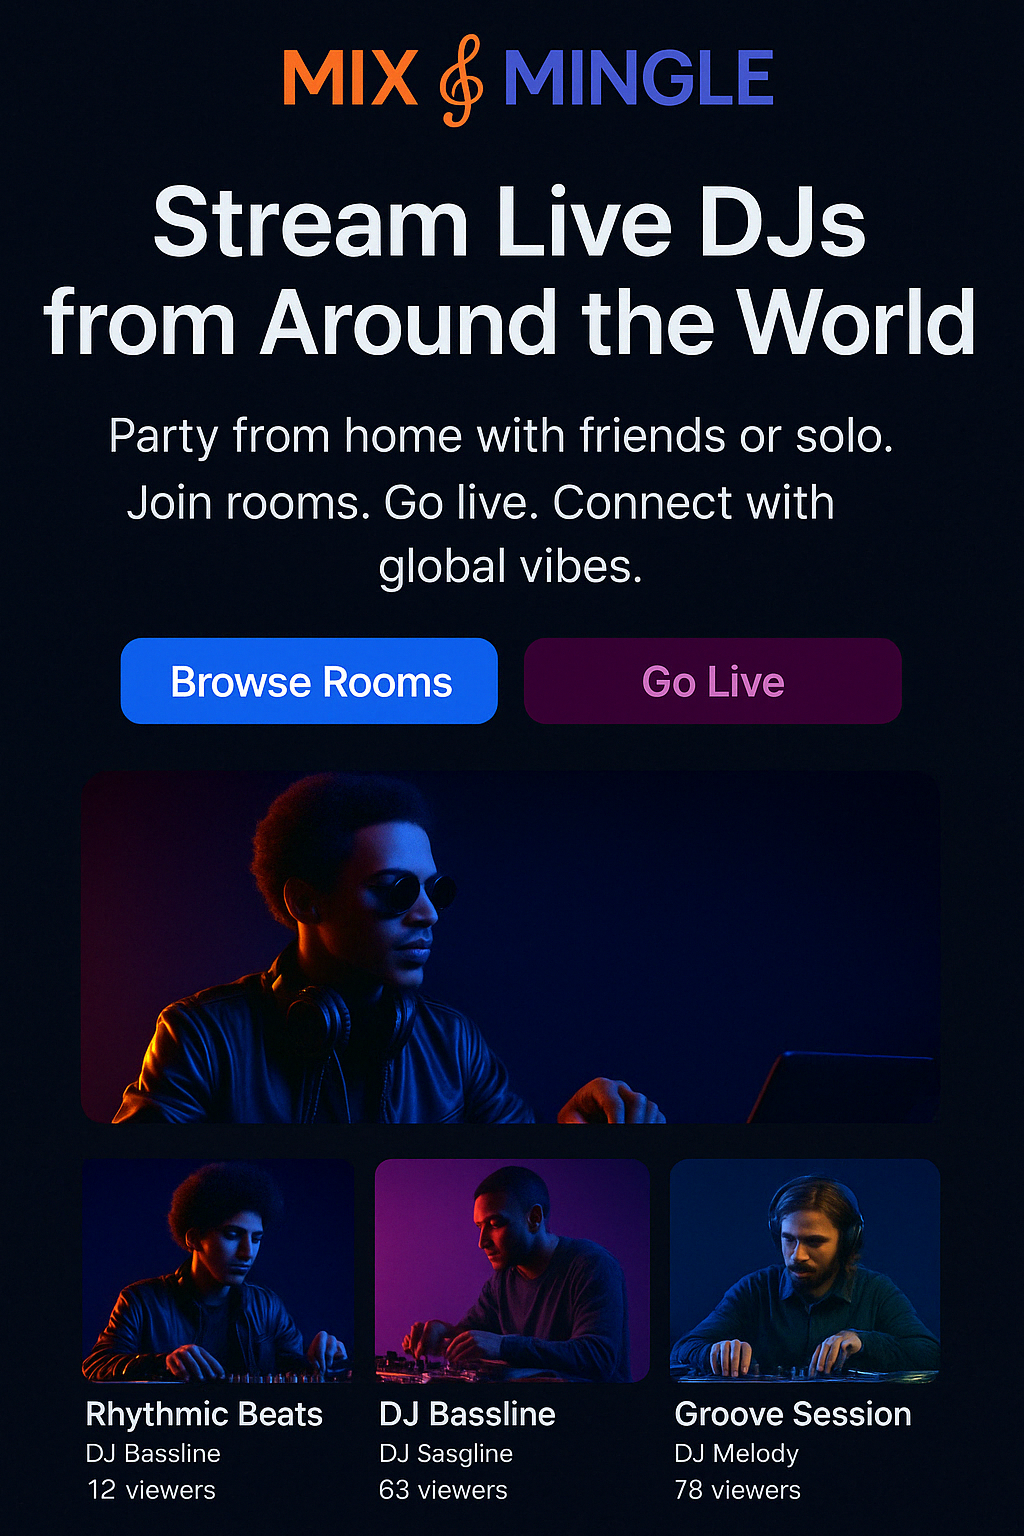 MIX MINGLE
Stream Live DJs
from Around the World
Party from home with friends or solo.
Join rooms. Go live. Connect with
global vibes.
Browse Rooms
Go Live
Rhythmic Beats
DJ Bassline
12 viewers
DJ Bassline
DJ Sasgline
63 viewers
Groove Session
DJ Melody
78 viewers